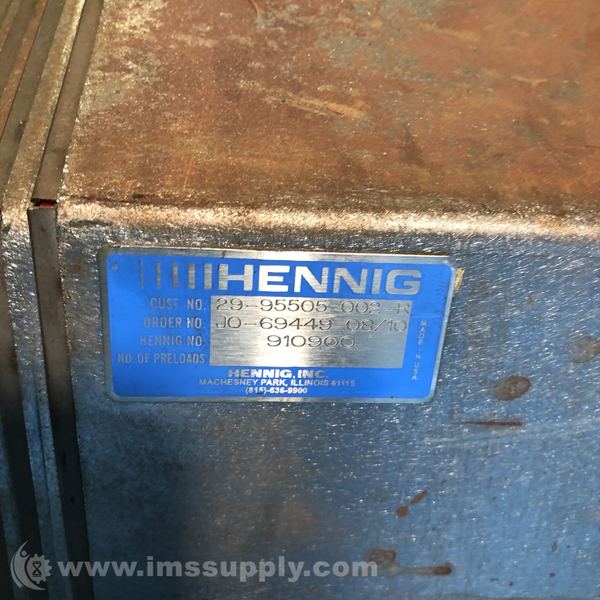 HENNIG
CUST NO. 29-95505-002-R
ORDER NO. JO-69449 08/10
HENNIG NO. 910900
NO. OF PRELOADS
HENNIG, INC.
MACHESNEY PARK, ILLINOIS 61115
(815)-636-9900
MADE IN U.S.A.
www.imssupply.com